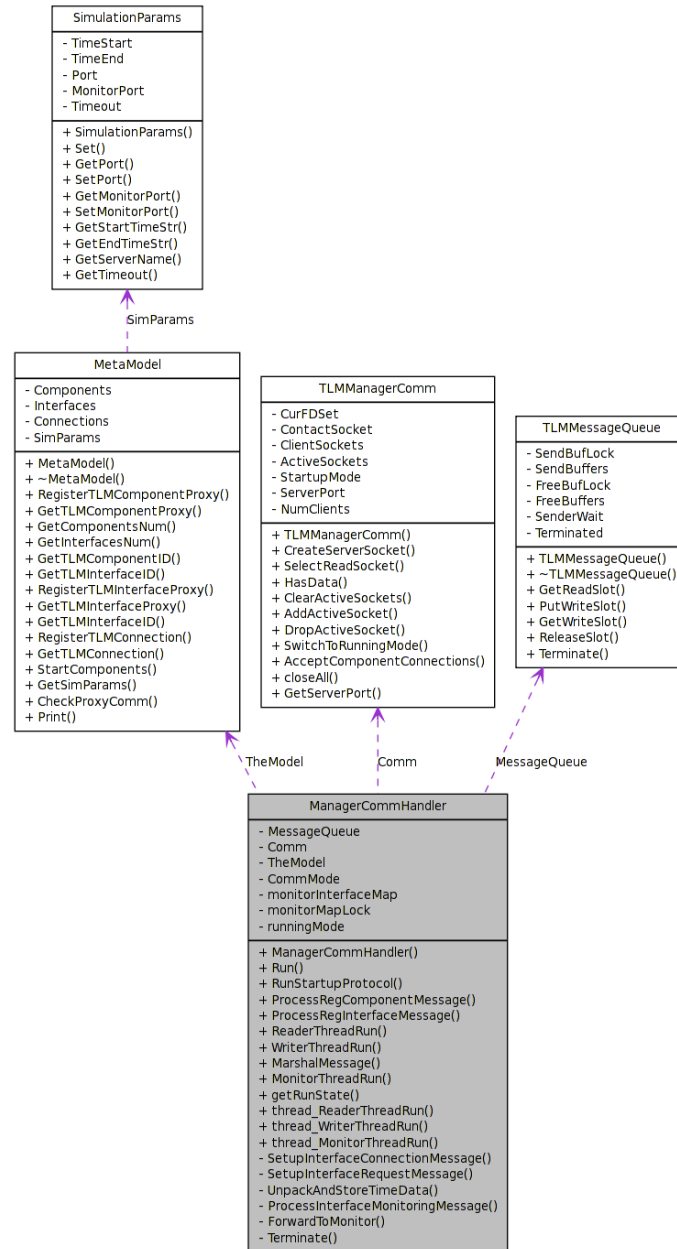 SimulationParams
- TimeStart
- TimeEnd
- Port
- MonitorPort
- Timeout
+ SimulationParams()
+ Set()
+ GetPort()
+ SetPort()
+ GetMonitorPort()
+ SetMonitorPort()
+ GetStartTimeStr()
+ GetEndTimeStr()
+ GetServerName()
+ GetTimeout()
SimParams
MetaModel
- Components
- Interfaces
- Connections
- SimParams
+ MetaModel()
+ ~MetaModel()
+ RegisterTLMComponentProxy()
+ GetTLMComponentProxy()
+ GetComponentsNum()
+ GetInterfacesNum()
+ GetTLMComponentID()
+ GetTLMInterfaceID()
+ RegisterTLMInterfaceProxy()
+ GetTLMInterfaceProxy()
+ GetTLMInterfaceID()
+ RegisterTLMConnection()
+ GetTLMConnection()
+ StartComponents()
+ GetSimParams()
+ CheckProxyComm()
+ Print()
TLMManagerComm
- CurFDSet
- ContactSocket
- ClientSockets
- ActiveSockets
- StartupMode
- ServerPort
- NumClients
+ TLMManagerComm()
+ CreateServerSocket()
+ SelectReadSocket()
+ HasData()
+ ClearActiveSockets()
+ AddActiveSocket()
+ DropActiveSocket()
+ SwitchToRunningMode()
+ AcceptComponentConnections()
+ closeAll()
+ GetServerPort()
TLMMessageQueue
- SendBufLock
- SendBuffers
- FreeBufLock
- FreeBuffers
- SenderWait
- Terminated
+ TLMMessageQueue()
+ ~TLMMessageQueue()
+ GetReadSlot()
+ PutWriteSlot()
+ GetWriteSlot()
+ ReleaseSlot()
+ Terminate()
TheModel
Comm
MessageQueue
ManagerCommHandler
- MessageQueue
- Comm
- TheModel
- CommMode
- monitorInterfaceMap
- monitorMapLock
- runningMode
+ ManagerCommHandler()
+ Run()
+ RunStartupProtocol()
+ ProcessRegComponentMessage()
+ ProcessRegInterfaceMessage()
+ ReaderThreadRun()
+ WriterThreadRun()
+ MarshalMessage()
+ MonitorThreadRun()
+ getRunState()
+ thread_ReaderThreadRun()
+ thread_WriterThreadRun()
+ thread_MonitorThreadRun()
- SetupInterfaceConnectionMessage()
- SetupInterfaceRequestMessage()
- UnpackAndStoreTimeData()
- ProcessInterfaceMonitoringMessage()
- ForwardToMonitor()
- Terminate()